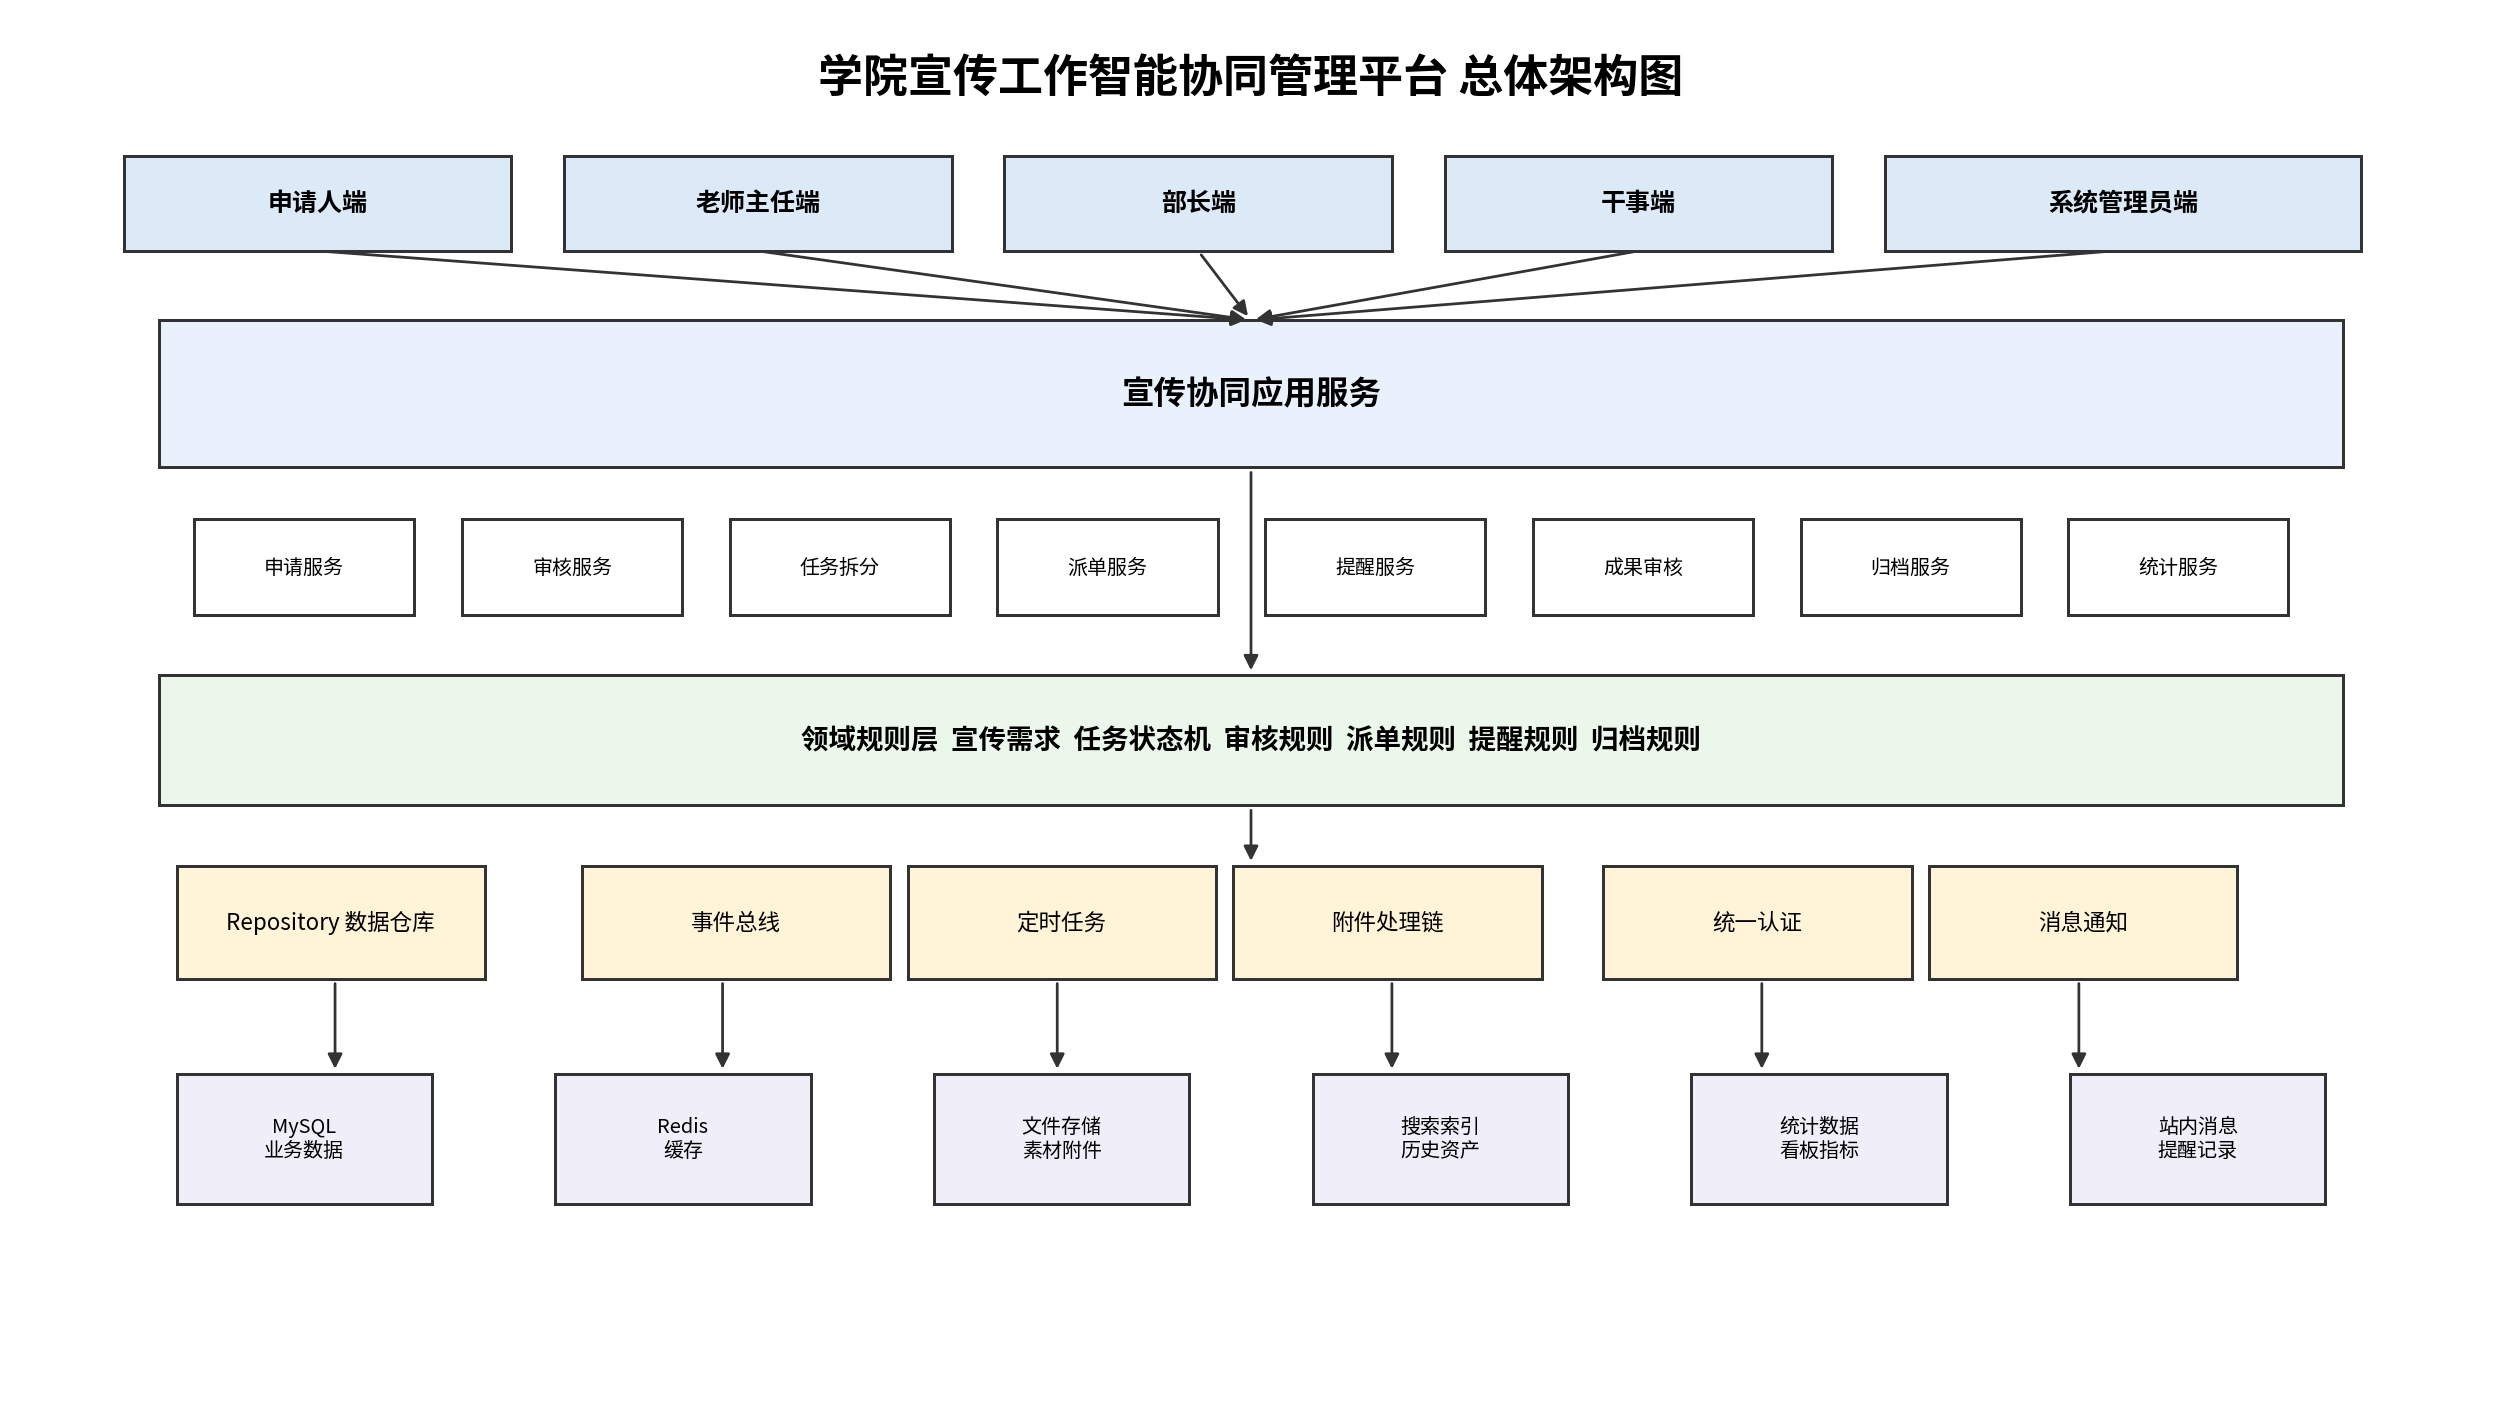 学院宣传工作智能协同管理平台 总体架构图
申请人端
老师主任端
部长端
干事端
系统管理员端
宣传协同应用服务
申请服务
审核服务
任务拆分
派单服务
提醒服务
成果审核
归档服务
统计服务
领域规则层 宣传需求 任务状态机 审核规则 派单规则 提醒规则 归档规则
Repository 数据仓库
事件总线
定时任务
附件处理链
统一认证
消息通知
MySQL
业务数据
Redis
缓存
文件存储
素材附件
搜索索引
历史资产
统计数据
看板指标
站内消息
提醒记录